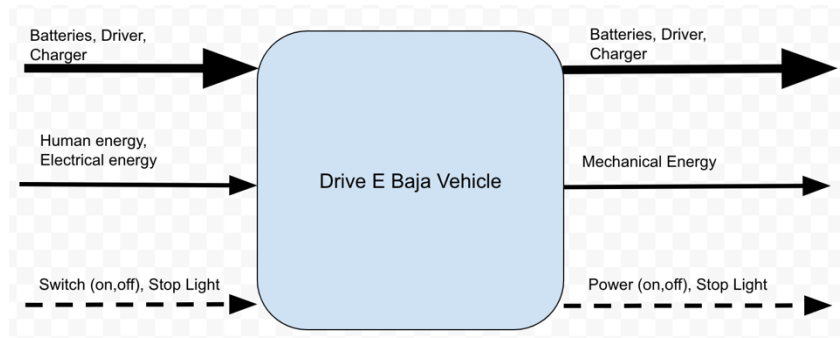 Batteries, Driver,
Charger
Batteries, Driver,
Charger
Human energy,
Electrical energy
Drive E Baja Vehicle
Mechanical Energy
Switch (on,off), Stop Light
Power (on,off), Stop Light